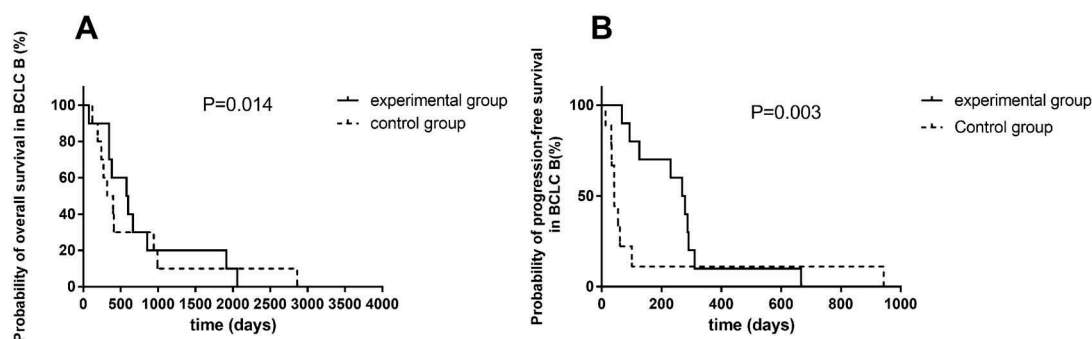 A
Probability of overall survival in BCLC B (%)
100
80
60
40
20
0
P=0.014
experimental group
control group
0 500 1000 1500 2000 2500 3000 3500 4000
time (days)
B
Probability of progression-free survival
in BCLC B(%)
100
50
0
P=0.003
experimental group
Control group
0 200 400 600 800 1000
time (days)